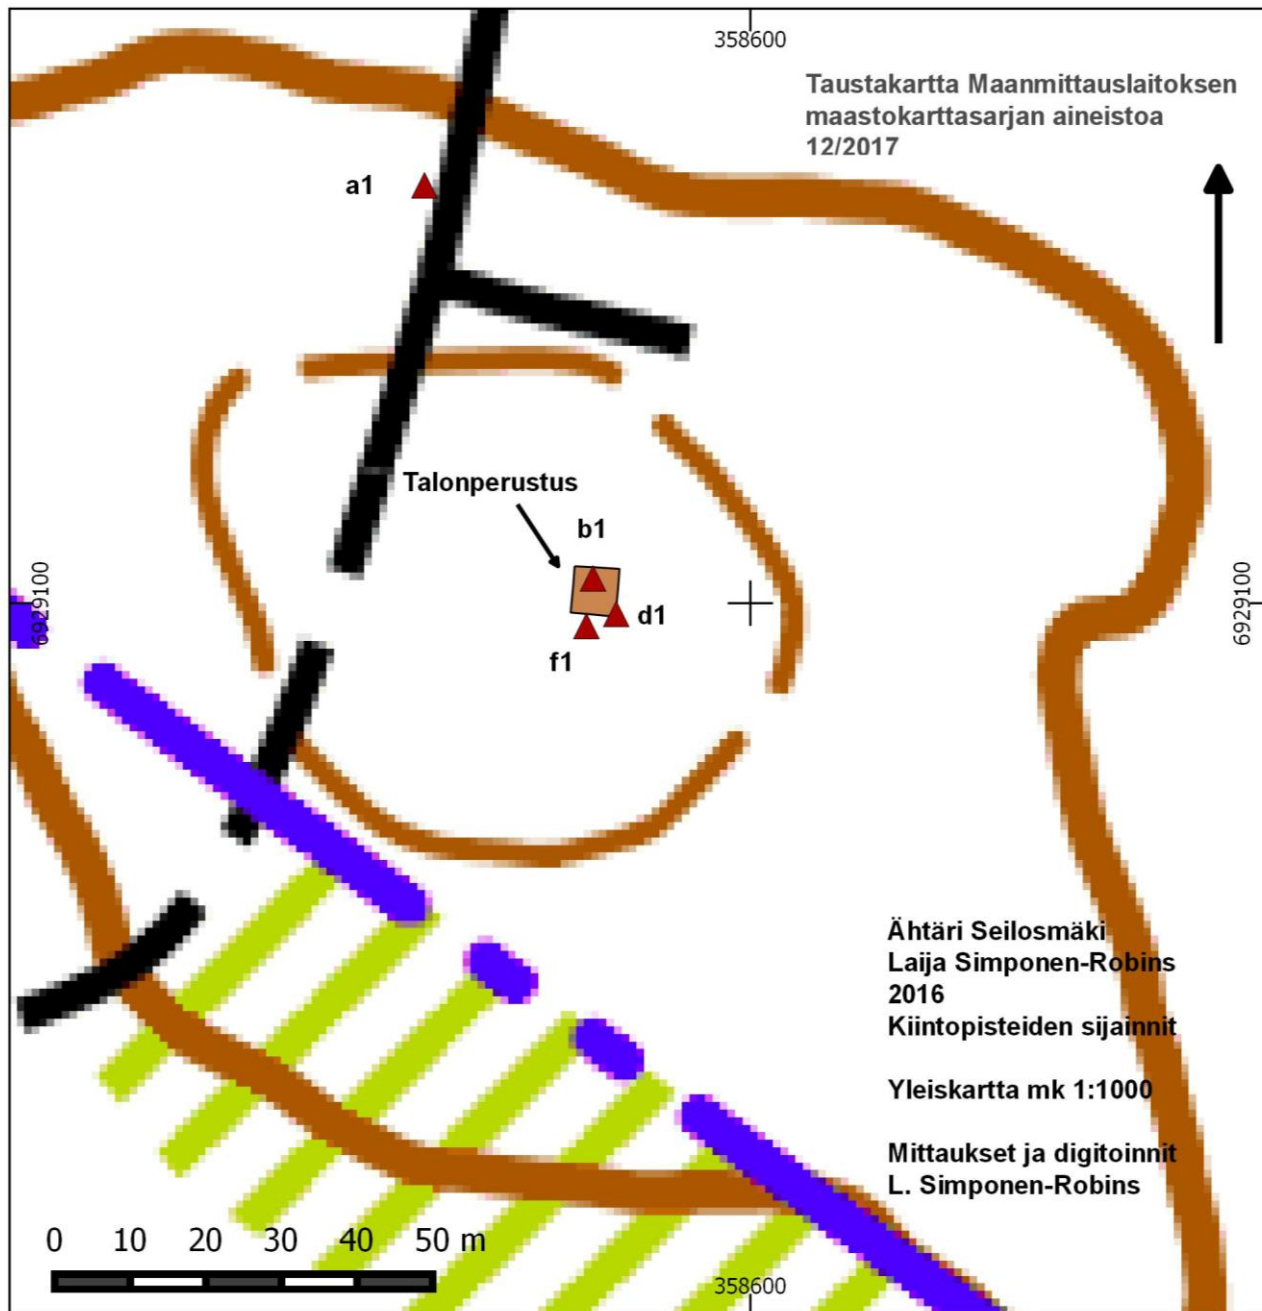 358600
Taustakartta Maanmittauslaitoksen
maastokarttasarjan aineistoa
12/2017
a1
Talonperustus
b1
6929100
6929100
d1
f1
Ähtäri Seilosmäki
Laija Simponen-Robins
2016
Kiintopisteiden sijainnit
Yleiskartta mk 1:1000
Mittaukset ja digitoinnit
L. Simponen-Robins
0 10 20 30 40 50 m
358600